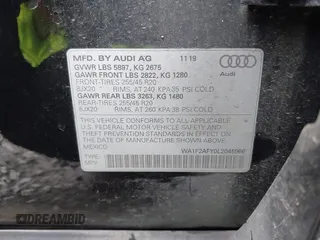 MFD. BY AUDI AG 11/19
GVWR LBS 5897, KG 2675
GAWR FRONT LBS 2822, KG 1280
FRONT-TIRES 255/45 R20
8JX20 RIMS, AT 240 KPA 35 PSI COLD
GAWR REAR LBS 3263, KG 1480
REAR-TIRES 255/45 R20
8JX20 RIMS, AT 260 KPA 38 PSI COLD
Audi
THIS VEHICLE CONFORMS TO ALL APPLICABLE
FEDERAL MOTOR VEHICLE SAFETY AND THEFT
PREVENTION STANDARDS IN EFFECT ON THE
DATE OF MANUFACTURE SHOWN ABOVE
MEXICO
TYPE:
DREAMBID